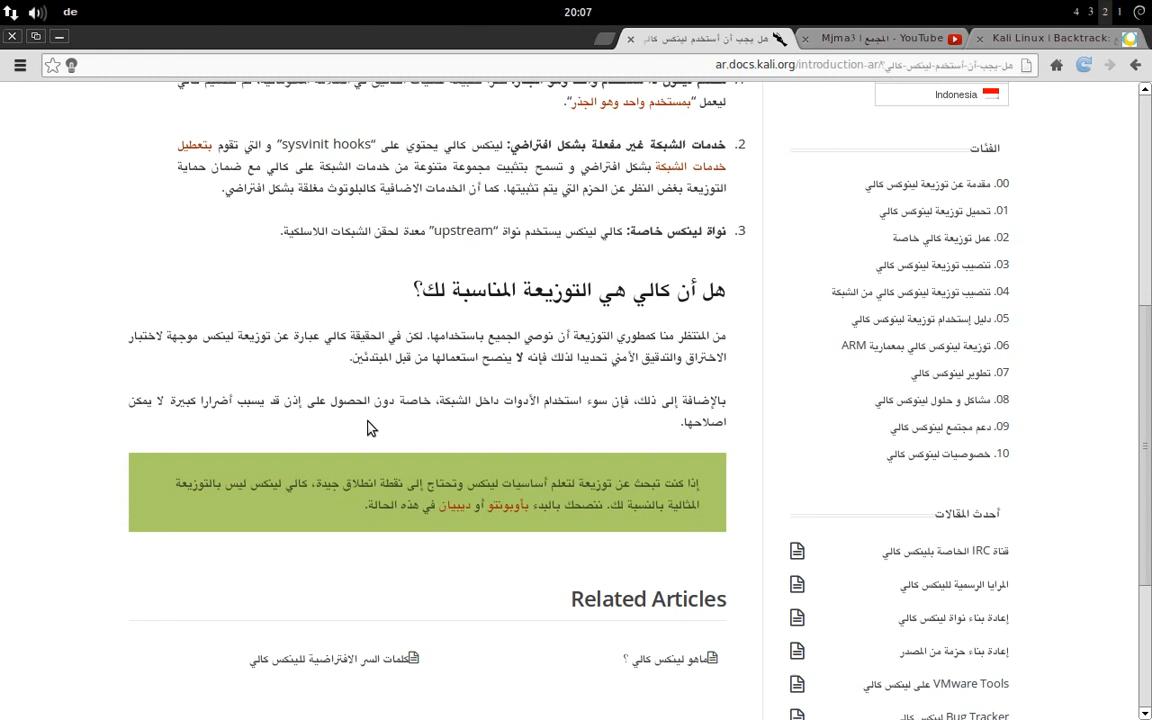 de
20:07
4 3 2 1
هل يجب أن أستخدم لينكس كالي
Mjma3 | المجمع - YouTube
Kali Linux | Backtrack:
ar.docs.kali.org/introduction-ar/هل-يجب-أن-أستخدم-لينكس-كالي؟
ليعمل “بمستخدم واحد وهو الجذر”.
2. خدمات الشبكة غير مفعلة بشكل افتراضي: لينكس كالي يحتوي على “sysvinit hooks” و التي تقوم بتعطيل
خدمات الشبكة بشكل افتراضي و تسمح بتثبيت مجموعة متنوعة من خدمات الشبكة على كالي مع ضمان حماية
التوزيعة بغض النظر عن الحزم التي يتم تثبيتها. كما أن الخدمات الاضافية كالبلوتوث مغلقة بشكل افتراضي.
3. نواة لينكس خاصة: كالي لينكس يستخدم نواة “upstream” معدة لحقن الشبكات اللاسلكية.
هل أن كالي هي التوزيعة المناسبة لك؟
من المنتظر منا كمطوري التوزيعة أن نوصي الجميع باستخدامها. لكن في الحقيقة كالي عبارة عن توزيعة لينكس موجهة لاختبار
الاختراق والتدقيق الأمني تحديدا لذلك فإنه لا ينصح استعمالها من قبل المبتدئين.
بالإضافة إلى ذلك، فإن سوء استخدام الأدوات داخل الشبكة، خاصة دون الحصول على إذن قد يسبب أضرارا كبيرة لا يمكن
اصلاحها.
إذا كنت تبحث عن توزيعة لتعلم أساسيات لينكس وتحتاج إلى نقطة انطلاق جيدة، كالي لينكس ليس بالتوزيعة
المثالية بالنسبة لك. ننصحك بالبدء بأوبونتو أو ديبيان في هذه الحالة.
Related Articles
ماهو لينكس كالي ؟
كلمات السر الافتراضية للينكس كالي
Indonesia
الفئات
00. مقدمة عن توزيعة لينوكس كالي
01. تحميل توزيعة لينوكس كالي
02. عمل توزيعة كالي خاصة
03. تنصيب توزيعة لينوكس كالي
04. تنصيب توزيعة لينوكس كالي من الشبكة
05. دليل إستخدام توزيعة لينوكس كالي
06. توزيعة لينوكس كالي بمعمارية ARM
07. تطوير لينوكس كالي
08. مشاكل و حلول لينوكس كالي
09. دعم مجتمع لينوكس كالي
10. خصوصيات لينوكس كالي
أحدث المقالات
قناة IRC الخاصة بلينكس كالي
المرايا الرسمية للينكس كالي
إعادة بناء نواة لينكس كالي
إعادة بناء حزمة من المصدر
VMware Tools على لينكس كالي
Bug Tracker لينكس كالي